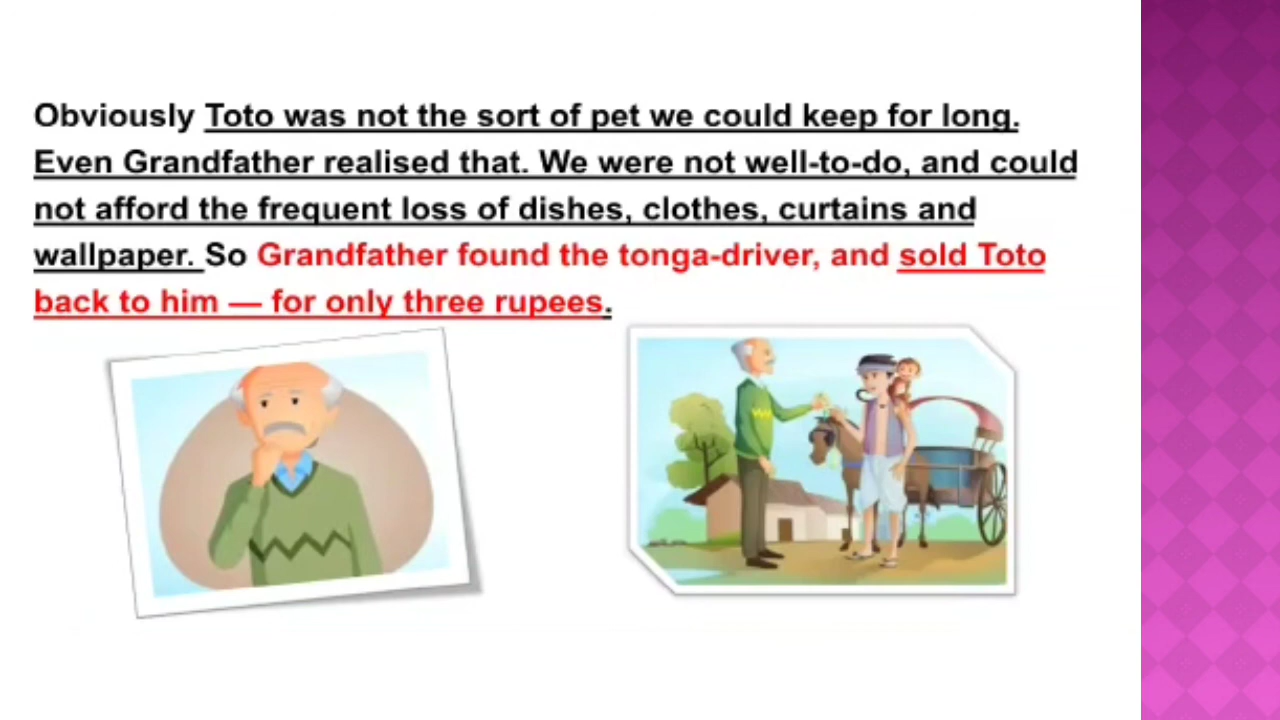 Obviously Toto was not the sort of pet we could keep for long.
Even Grandfather realised that. We were not well-to-do, and could
not afford the frequent loss of dishes, clothes, curtains and
wallpaper. So Grandfather found the tonga-driver, and sold Toto
back to him — for only three rupees.